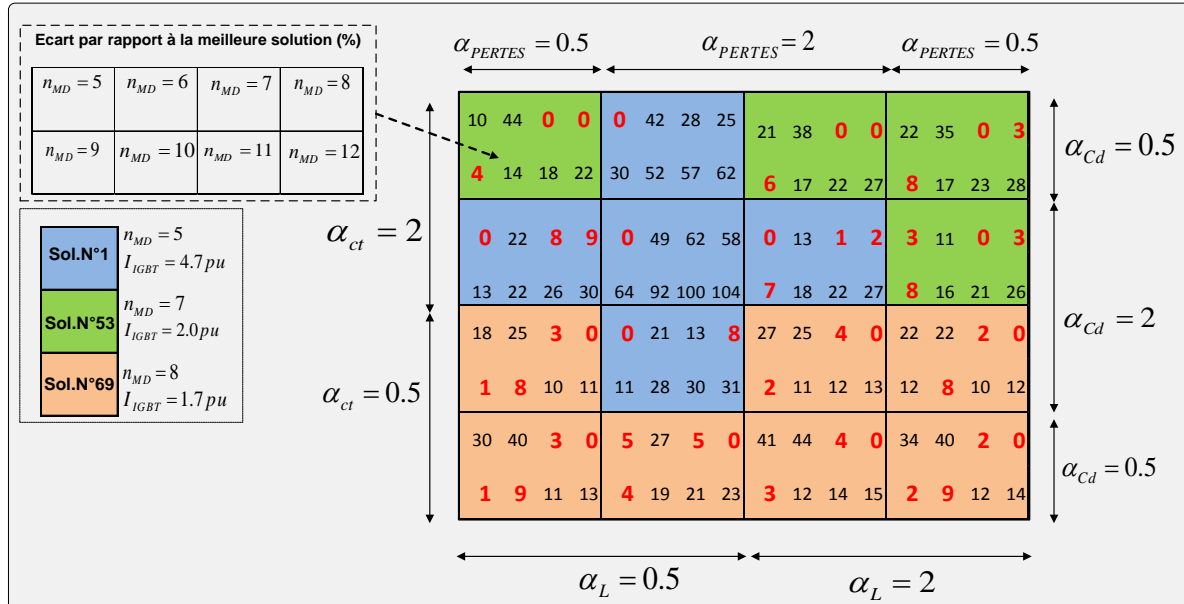 Ecart par rapport à la meilleure solution (%)
n_MD = 5 n_MD = 6 n_MD = 7 n_MD = 8
n_MD = 9 n_MD = 10 n_MD = 11 n_MD = 12
Sol.N°1
n_MD = 5
I_IGBT = 4.7 pu
Sol.N°53
n_MD = 7
I_IGBT = 2.0 pu
Sol.N°69
n_MD = 8
I_IGBT = 1.7 pu
α_PERTES = 0.5 α_PERTES = 2 α_PERTES = 0.5
α_ct = 2
α_ct = 0.5
10 44 0 0 0 42 28 25 21 38 0 0 22 35 0 3
4 14 18 22 30 52 57 62 6 17 22 27 8 17 23 28
0 22 8 9 0 49 62 58 0 13 1 2 3 11 0 3
13 22 26 30 64 92 100 104 7 18 22 27 8 16 21 26
18 25 3 0 0 21 13 8 27 25 4 0 22 22 2 0
1 8 10 11 11 28 30 31 2 11 12 13 12 8 10 12
30 40 3 0 5 27 5 0 41 44 4 0 34 40 2 0
1 9 11 13 4 19 21 23 3 12 14 15 2 9 12 14
α_Cd = 0.5
α_Cd = 2
α_Cd = 0.5
α_L = 0.5 α_L = 2